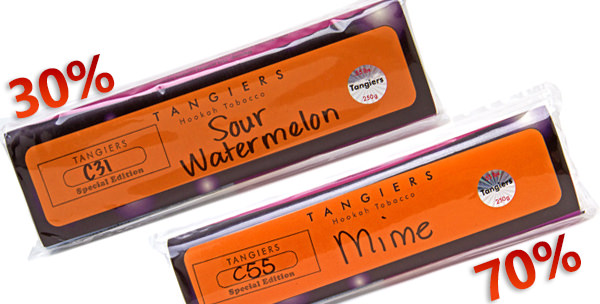 30%
TANGIERS
Hookah Tobacco
Sour
Watermelon
TANGIERS
C31
Special Edition
Tangiers
250g
TANGIERS
Hookah Tobacco
Mime
TANGIERS
C55
Special Edition
Tangiers
250g
70%